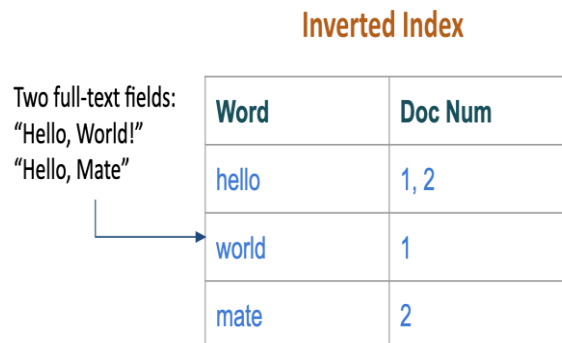 Inverted Index
Two full-text fields:
“Hello, World!”
“Hello, Mate”
Word Doc Num
hello 1, 2
world 1
mate 2